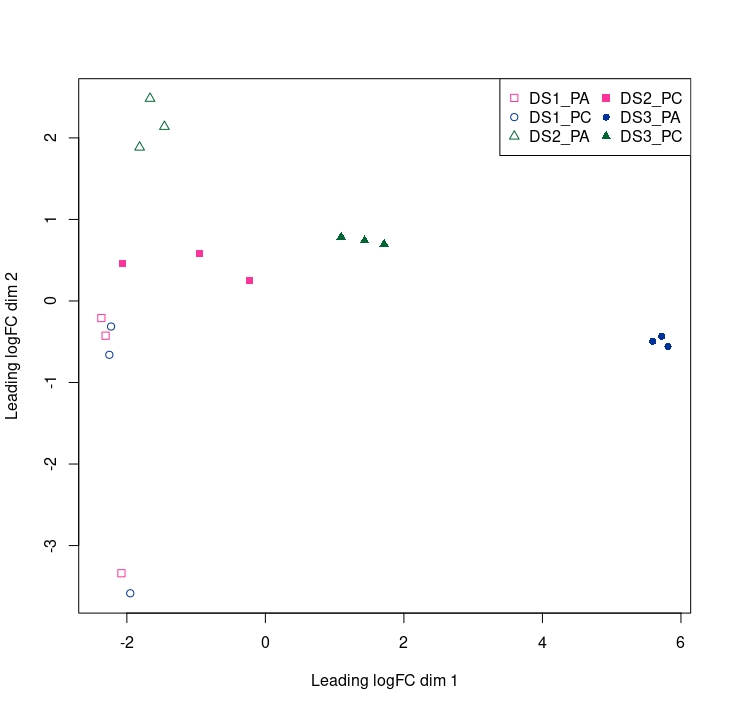 DS1_PA DS2_PC
DS1_PC DS3_PA
DS2_PA DS3_PC
2
1
0
-1
-2
-3
Leading logFC dim 2
-2 0 2 4 6
Leading logFC dim 1